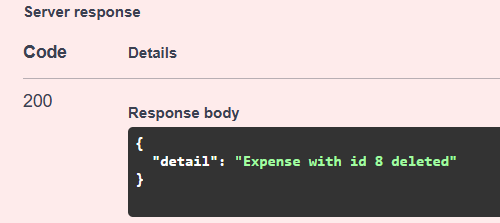 Server response
Code Details
200
Response body
{
"detail": "Expense with id 8 deleted"
}